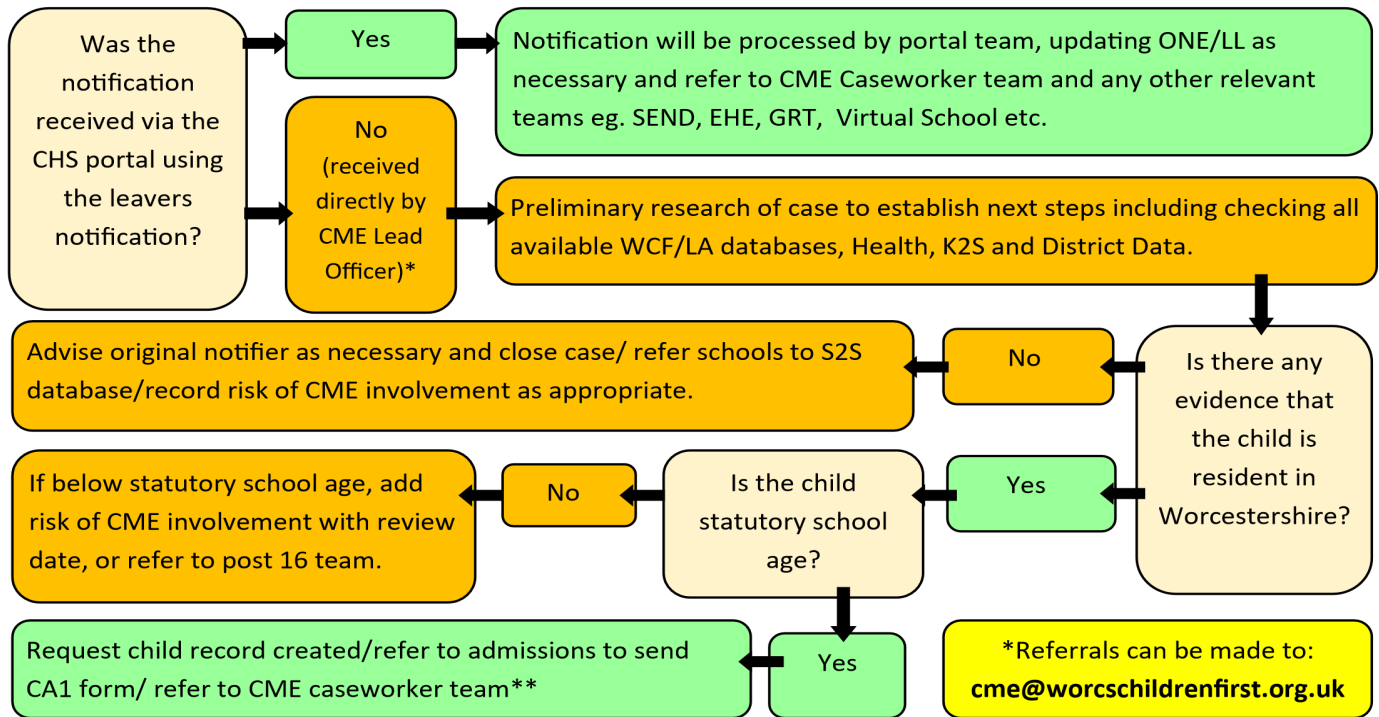 Was the
notification
received via the
CHS portal using
the leavers
notification?
Yes
Notification will be processed by portal team, updating ONE/LL as
necessary and refer to CME Caseworker team and any other relevant
teams eg. SEND, EHE, GRT, Virtual School etc.
No
(received
directly by
CME Lead
Officer)*
Preliminary research of case to establish next steps including checking all
available WCF/LA databases, Health, K2S and District Data.
Is there any
evidence that
the child is
resident in
Worcestershire?
No
Advise original notifier as necessary and close case/ refer schools to S2S
database/record risk of CME involvement as appropriate.
Yes
Is the child
statutory school
age?
No
If below statutory school age, add
risk of CME involvement with review
date, or refer to post 16 team.
Yes
Request child record created/refer to admissions to send
CA1 form/ refer to CME caseworker team**
*Referrals can be made to:
cme@worcschildrenfirst.org.uk